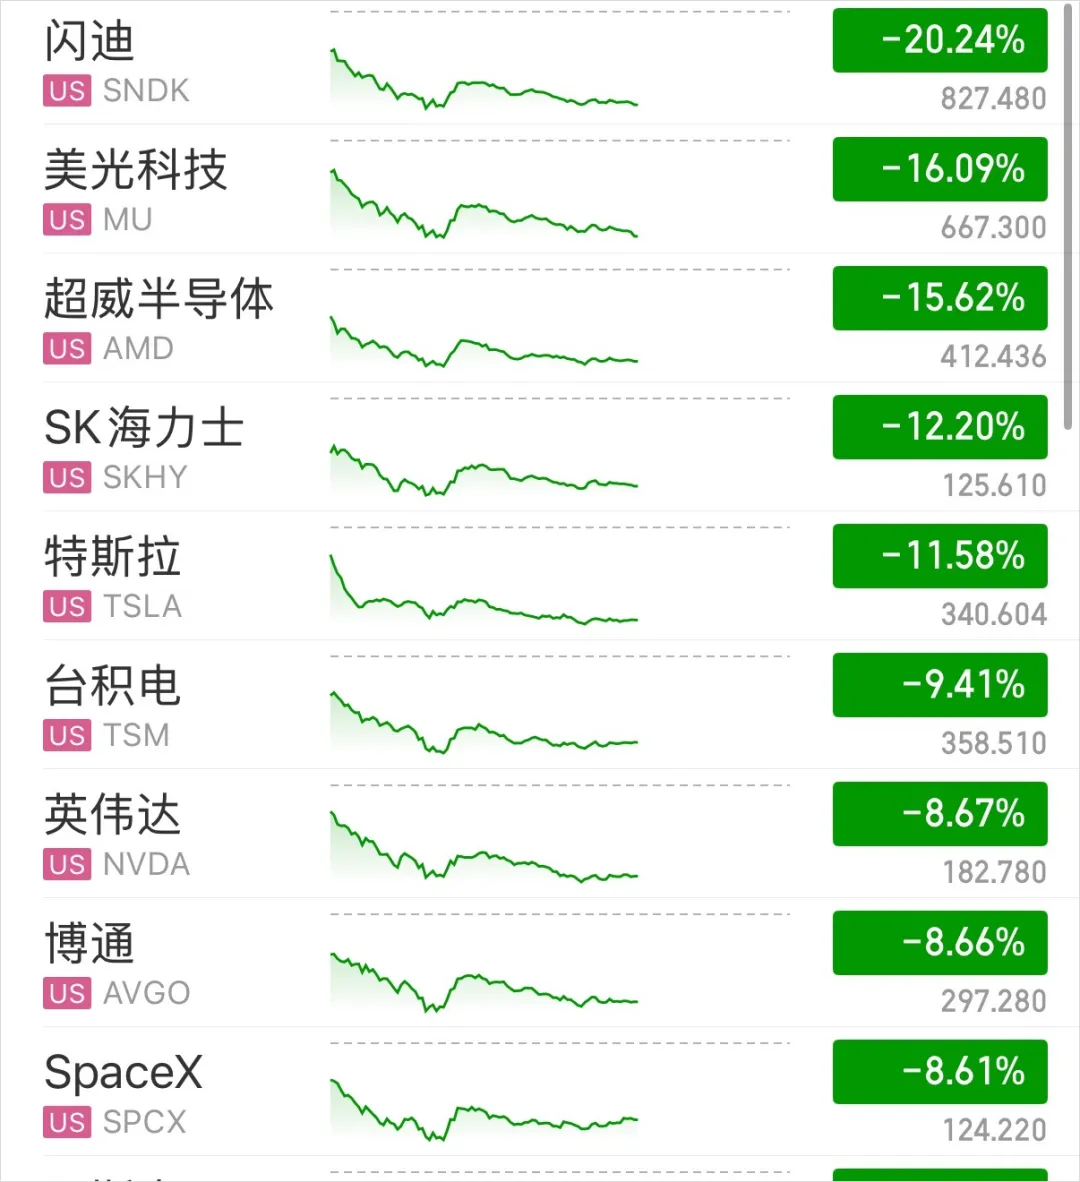 闪迪
−20.24%
US SNDK
827.480
美光科技
−16.09%
US MU
667.300
超威半导体
−15.62%
US AMD
412.436
SK海力士
−12.20%
US SKHY
125.610
特斯拉
−11.58%
US TSLA
340.604
台积电
−9.41%
US TSM
358.510
英伟达
−8.67%
US NVDA
182.780
博通
−8.66%
US AVGO
297.280
SpaceX
−8.61%
US SPCX
124.220